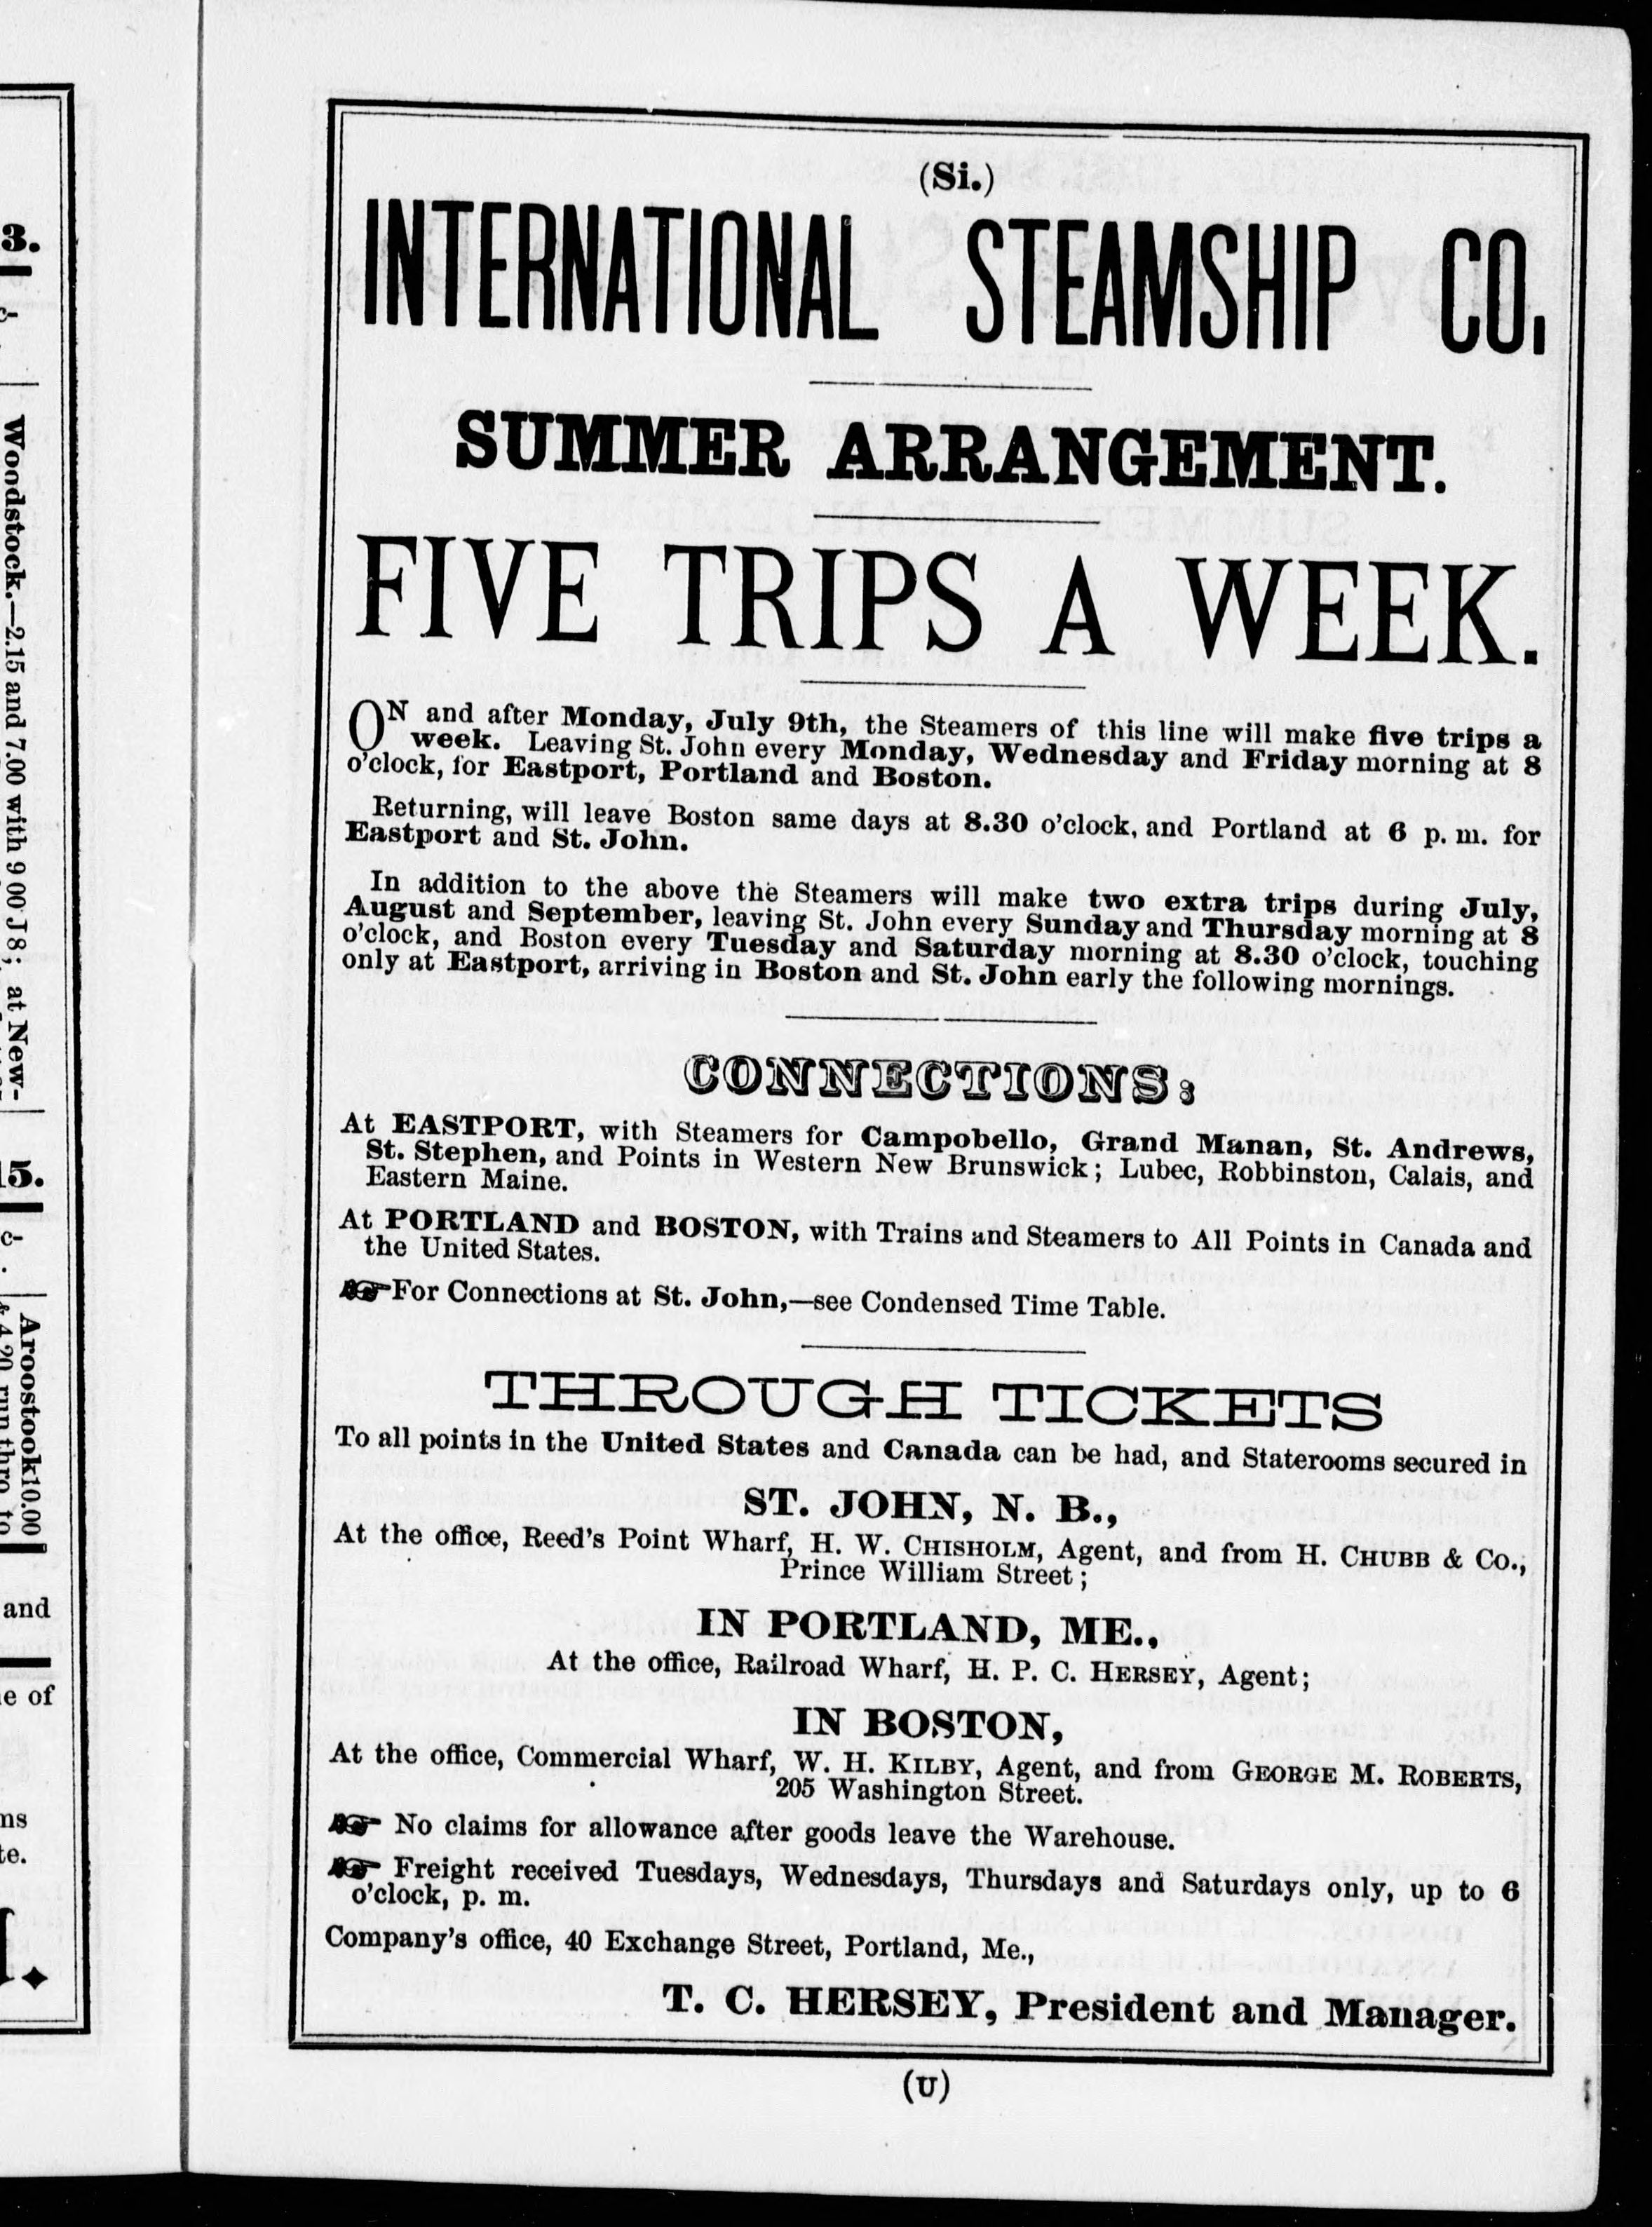 3.
c-
Woodstock.—2.15 and 7.00 with 9 00 J 8; at New-
15.
c-
Aroostook10.00
& 4 20 run thro to
and
e of
ns
te.
(Si.)
INTERNATIONAL STEAMSHIP CO.
SUMMER ARRANGEMENT.
FIVE TRIPS A WEEK.
ON and after Monday, July 9th, the Steamers of this line will make five trips a
week. Leaving St. John every Monday, Wednesday and Friday morning at 8
o'clock, for Eastport, Portland and Boston.
Returning, will leave Boston same days at 8.30 o'clock, and Portland at 6 p. m. for
Eastport and St. John.
In addition to the above the Steamers will make two extra trips during July,
August and September, leaving St. John every Sunday and Thursday morning at 8
o'clock, and Boston every Tuesday and Saturday morning at 8.30 o'clock, touching
only at Eastport, arriving in Boston and St. John early the following mornings.
CONNECTIONS:
At EASTPORT, with Steamers for Campobello, Grand Manan, St. Andrews,
St. Stephen, and Points in Western New Brunswick; Lubec, Robbinston, Calais, and
Eastern Maine.
At PORTLAND and BOSTON, with Trains and Steamers to All Points in Canada and
the United States.
☞For Connections at St. John,—see Condensed Time Table.
THROUGH TICKETS
To all points in the United States and Canada can be had, and Staterooms secured in
ST. JOHN, N. B.,
At the office, Reed's Point Wharf, H. W. CHISHOLM, Agent, and from H. CHUBB & CO.,
Prince William Street;
IN PORTLAND, ME.,
At the office, Railroad Wharf, H. P. C. HERSEY, Agent;
IN BOSTON,
At the office, Commercial Wharf, W. H. KILBY, Agent, and from GEORGE M. ROBERTS,
205 Washington Street.
☞ No claims for allowance after goods leave the Warehouse.
☞ Freight received Tuesdays, Wednesdays, Thursdays and Saturdays only, up to 6
o'clock, p. m.
Company's office, 40 Exchange Street, Portland, Me.,
T. C. HERSEY, President and Manager.
(U)